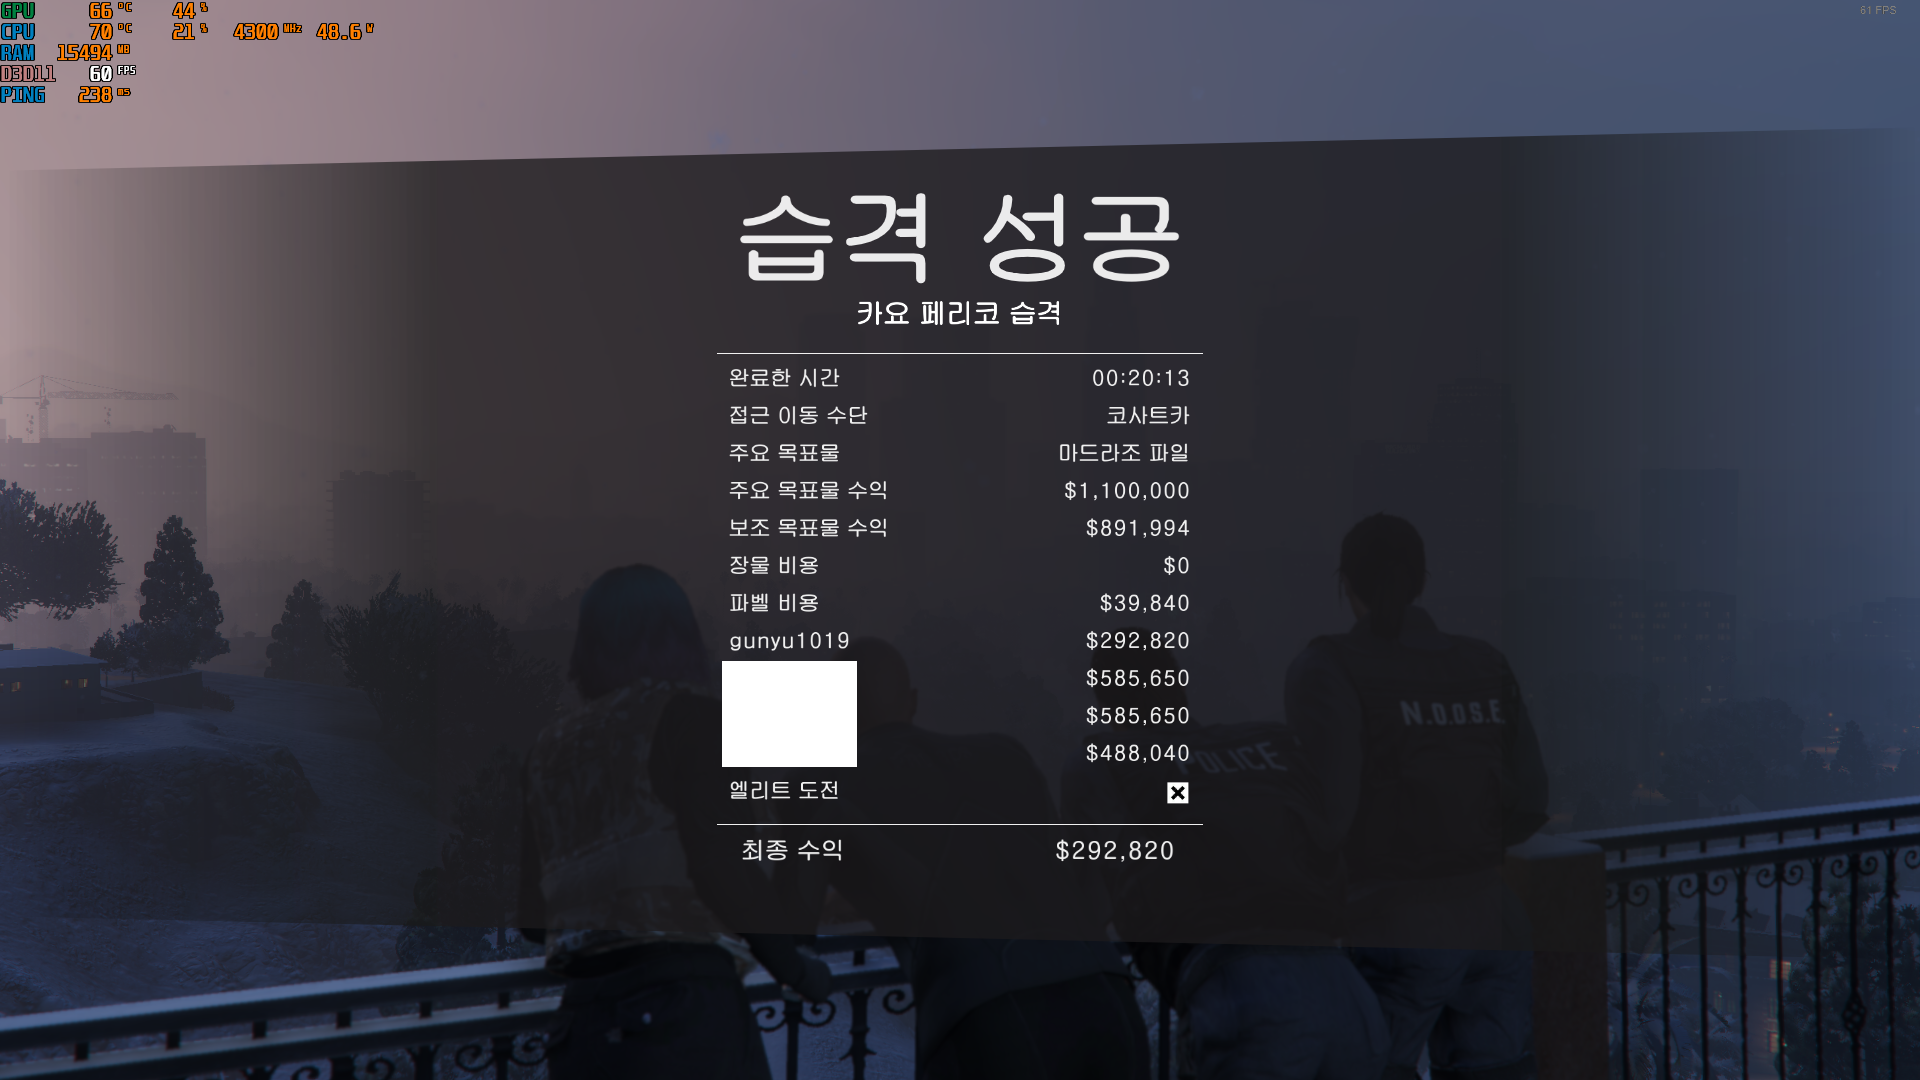 GPU 66 °C 44 %
CPU 70 °C 21 % 4300 MHz 48.6 W
RAM 15494 MB
D3D11 60 FPS
PING 238 ms
61 FPS
습격 성공
카요 페리코 습격
완료한 시간 00:20:13
접근 이동 수단 코사트카
주요 목표물 마드라조 파일
주요 목표물 수익 $1,100,000
보조 목표물 수익 $891,994
장물 비용 $0
파벨 비용 $39,840
gunyu1019 $292,820
$585,650
$585,650
$488,040
엘리트 도전
최종 수익 $292,820
POLICE
N.O.O.S.E